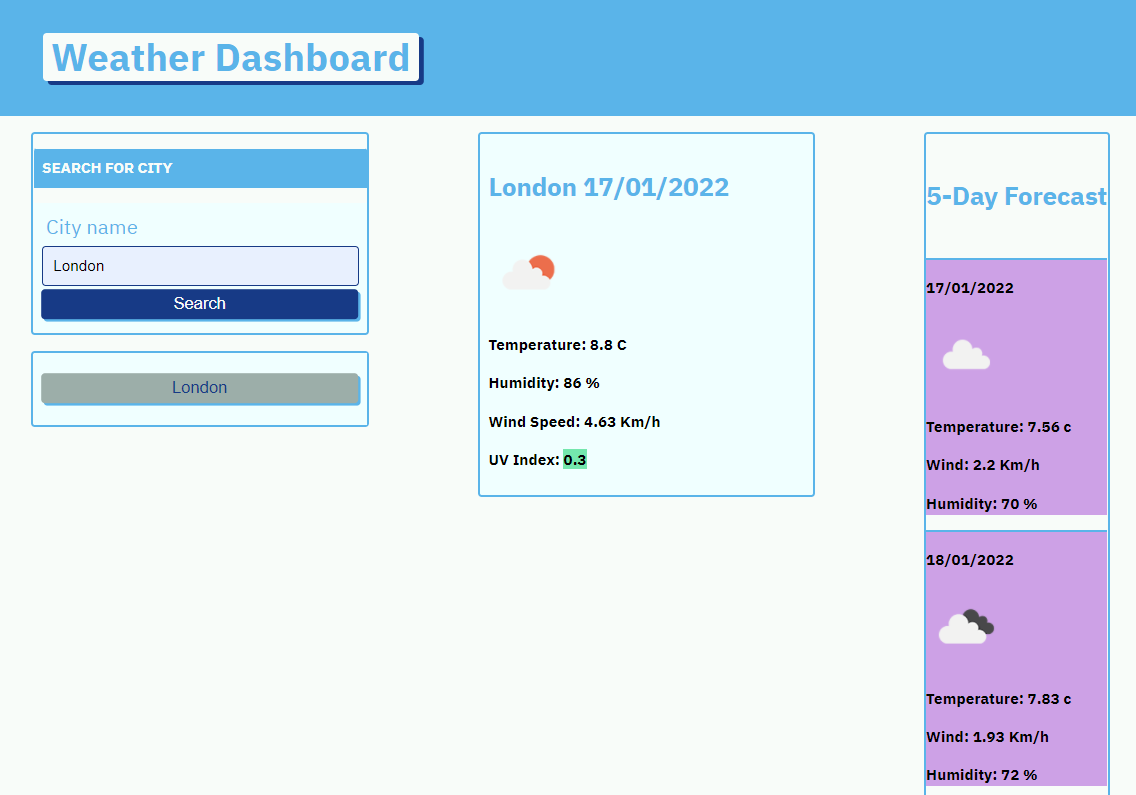 Weather Dashboard
SEARCH FOR CITY
City name
London
Search
London
London 17/01/2022
Temperature: 8.8 C
Humidity: 86 %
Wind Speed: 4.63 Km/h
UV Index: 0.3
5-Day Forecast
17/01/2022
Temperature: 7.56 c
Wind: 2.2 Km/h
Humidity: 70 %
18/01/2022
Temperature: 7.83 c
Wind: 1.93 Km/h
Humidity: 72 %